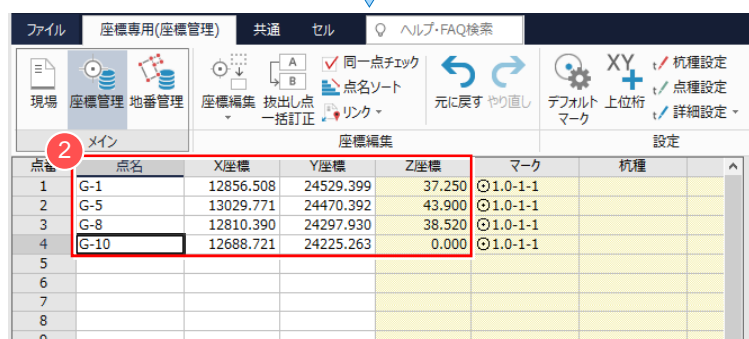 ファイル 座標専用(座標管理) 共通 セル ヘルプ・FAQ検索
現場 座標管理 地番管理 座標編集 抜出し点一括訂正 同一点チェック 点名ソート リンク 元に戻す やり直し デフォルトマーク XY 上位桁 杭種設定 点種設定 詳細設定
A
B
メイン 座標編集 設定
2
点番 点名 X座標 Y座標 Z座標 マーク 杭種
1 G-1 12856.508 24529.399 37.250 1.0-1-1
2 G-5 13029.771 24470.392 43.900 1.0-1-1
3 G-8 12810.390 24297.930 38.520 1.0-1-1
4 G-10 12688.721 24225.263 0.000 1.0-1-1
5
6
7
8